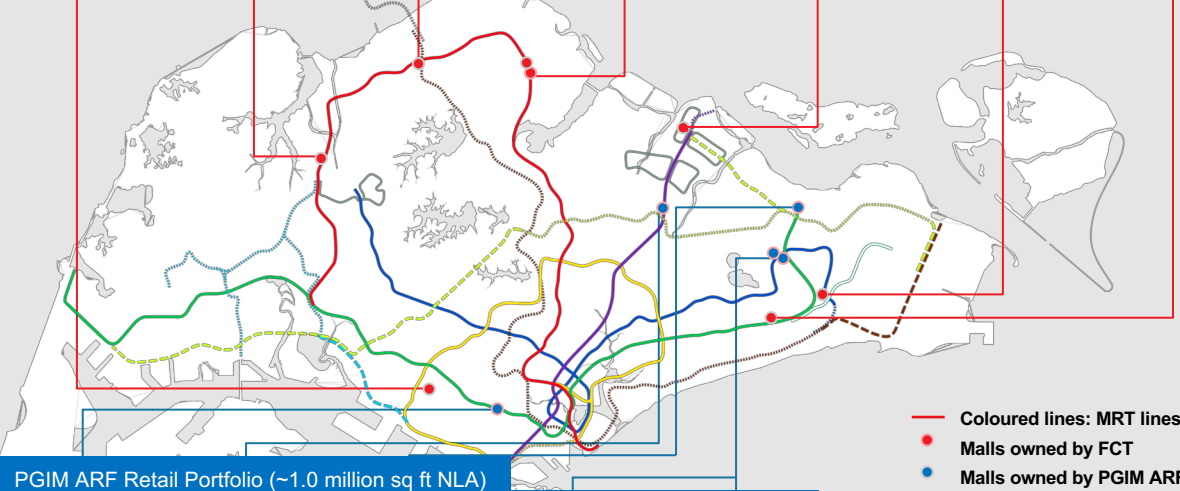 Coloured lines: MRT lines
Malls owned by FCT
Malls owned by PGIM ARF
PGIM ARF Retail Portfolio (~1.0 million sq ft NLA)